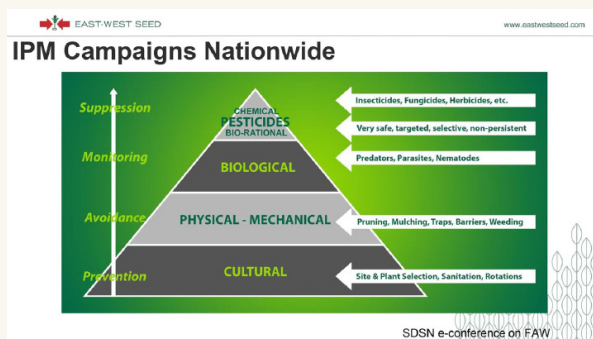 EAST-WEST SEED
www.eastwestseed.com
IPM Campaigns Nationwide
Suppression
CHEMICAL
PESTICIDES
BIO-RATIONAL
Insecticides, Fungicides, Herbicides, etc.
Very safe, targeted, selective, non-persistent
Monitoring
BIOLOGICAL
Predators, Parasites, Nematodes
Avoidance
PHYSICAL - MECHANICAL
Pruning, Mulching, Traps, Barriers, Weeding
Prevention
CULTURAL
Site & Plant Selection, Sanitation, Rotations
SDSN e-conference on FAW